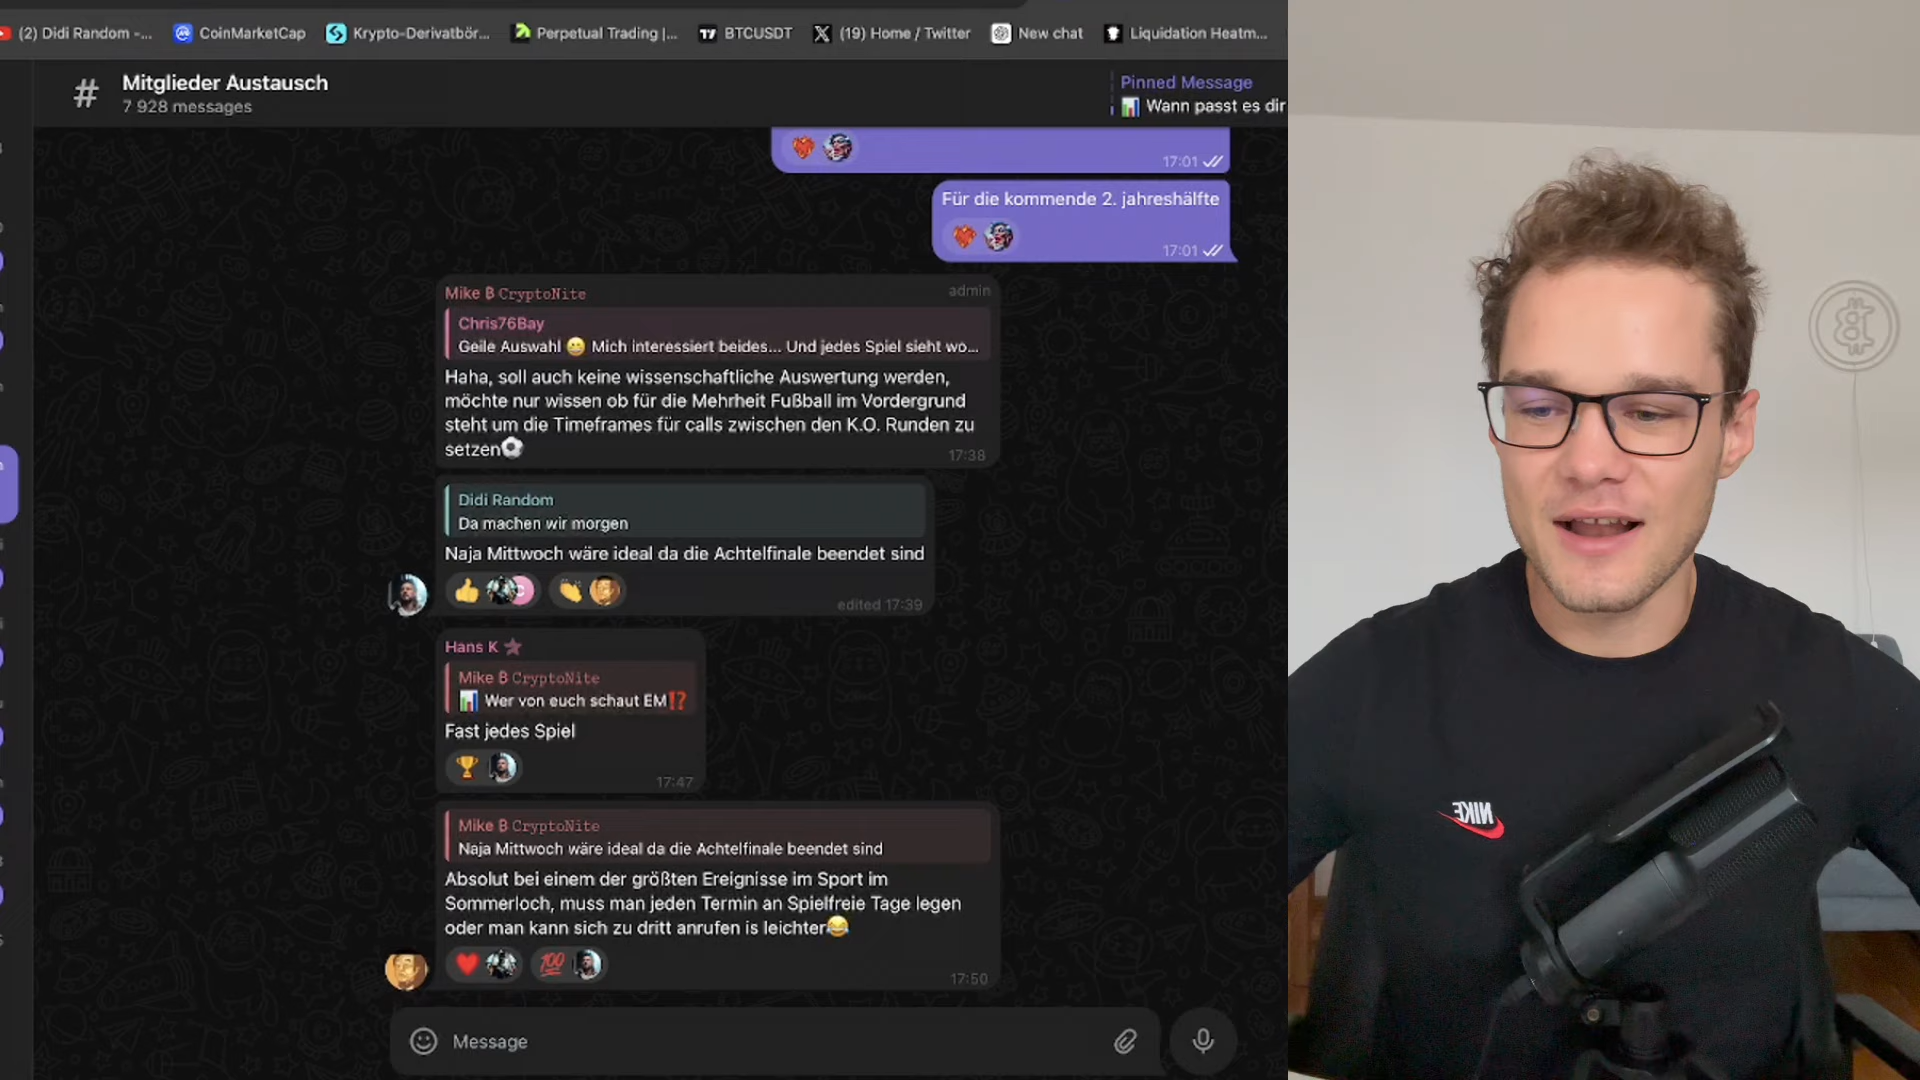 (2) Didi Random -...
CoinMarketCap
Krypto-Derivatbör...
Perpetual Trading |...
BTCUSDT
(19) Home / Twitter
New chat
Liquidation Heatm...
# Mitglieder Austausch
7 928 messages
Pinned Message
📊 Wann passt es dir
17:01
Für die kommende 2. jahreshälfte
17:01
Mike ₿ CryptoNite
admin
Chris76Bay
Geile Auswahl 😄 Mich interessiert beides... Und jedes Spiel sieht wo...
Haha, soll auch keine wissenschaftliche Auswertung werden,
möchte nur wissen ob für die Mehrheit Fußball im Vordergrund
steht um die Timeframes für calls zwischen den K.O. Runden zu
setzen⚽
17:38
Didi Random
Da machen wir morgen
Naja Mittwoch wäre ideal da die Achtelfinale beendet sind
edited 17:39
Hans K
Mike ₿ CryptoNite
📊 Wer von euch schaut EM⁉️
Fast jedes Spiel
17:47
Mike ₿ CryptoNite
Naja Mittwoch wäre ideal da die Achtelfinale beendet sind
Absolut bei einem der größten Ereignisse im Sport im
Sommerloch, muss man jeden Termin an Spielfreie Tage legen
oder man kann sich zu dritt anrufen is leichter😂
💯
17:50
Message
NIKE